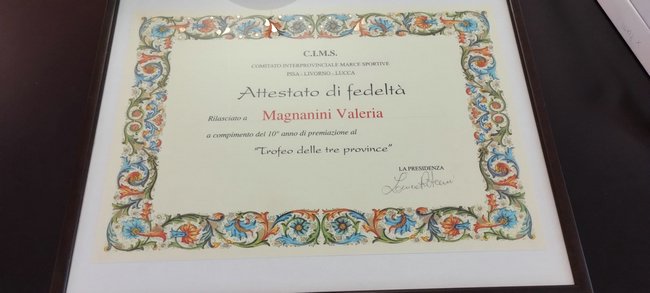 C.I.M.S.
COMITATO INTERPROVINCIALE MARCE SPORTIVE
PISA - LIVORNO - LUCCA
Attestato di fedeltà
Rilasciato a Magnanini Valeria
a compimento del 10° anno di premiazione al
"Trofeo delle tre province"
LA PRESIDENZA